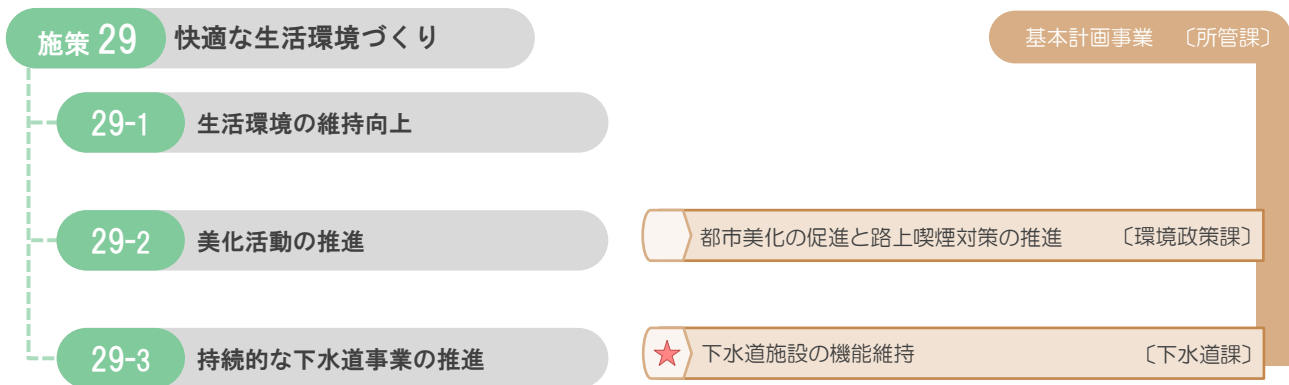 施策 29 快適な生活環境づくり
基本計画事業 〔所管課〕
29-1 生活環境の維持向上
29-2 美化活動の推進
都市美化の促進と路上喫煙対策の推進 〔環境政策課〕
29-3 持続的な下水道事業の推進
下水道施設の機能維持 〔下水道課〕